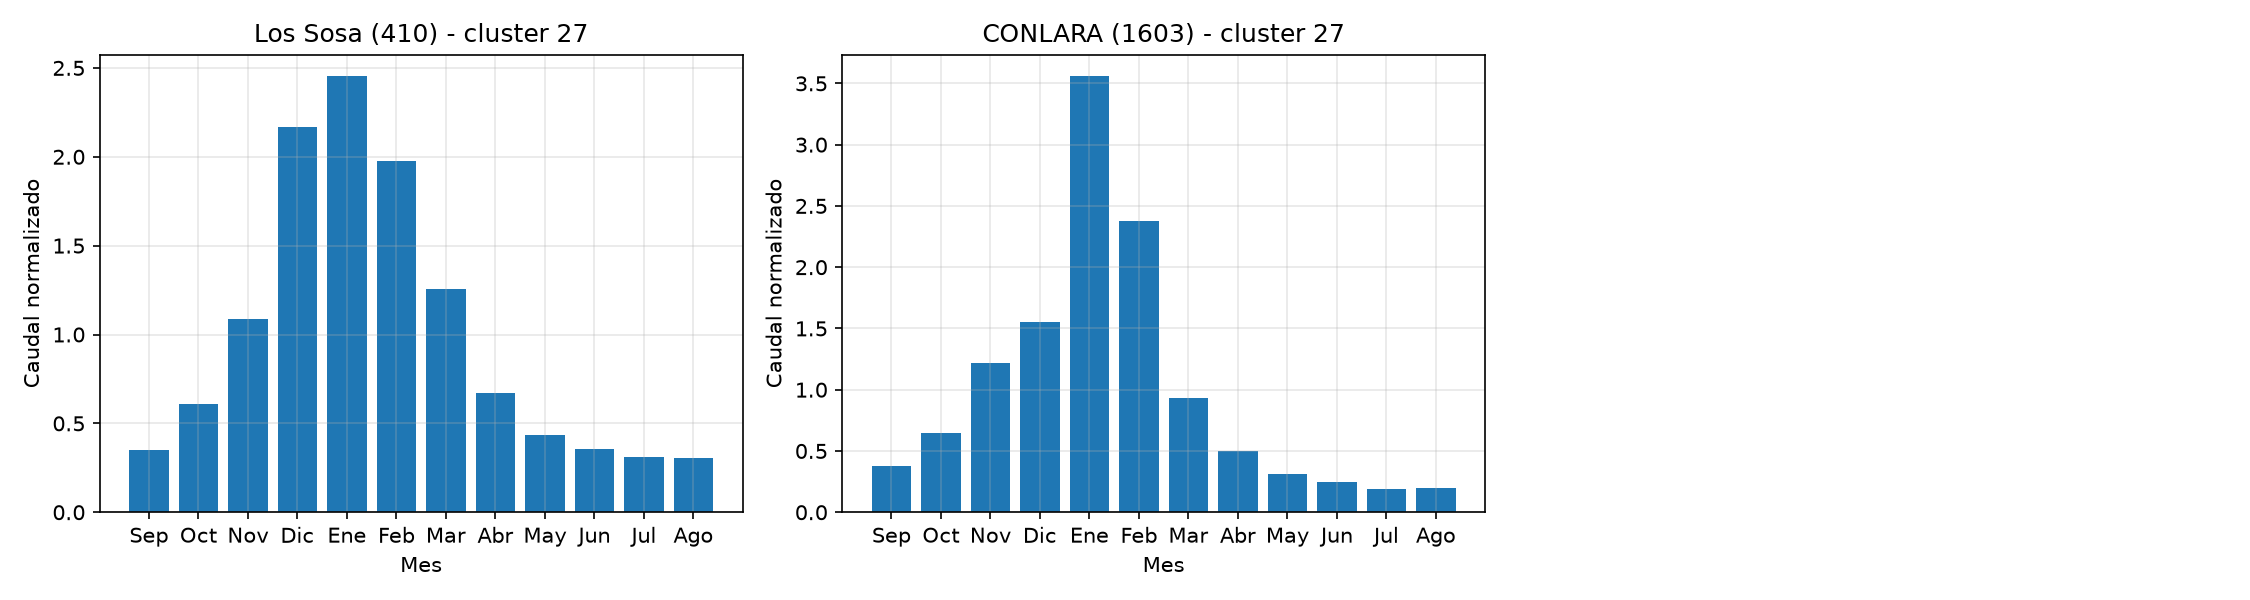 Los Sosa (410) - cluster 27
Caudal normalizado
2.5
2.0
1.5
1.0
0.5
0.0
Sep Oct Nov Dic Ene Feb Mar Abr May Jun Jul Ago
Mes
CONLARA (1603) - cluster 27
Caudal normalizado
3.5
3.0
2.5
2.0
1.5
1.0
0.5
0.0
Sep Oct Nov Dic Ene Feb Mar Abr May Jun Jul Ago
Mes